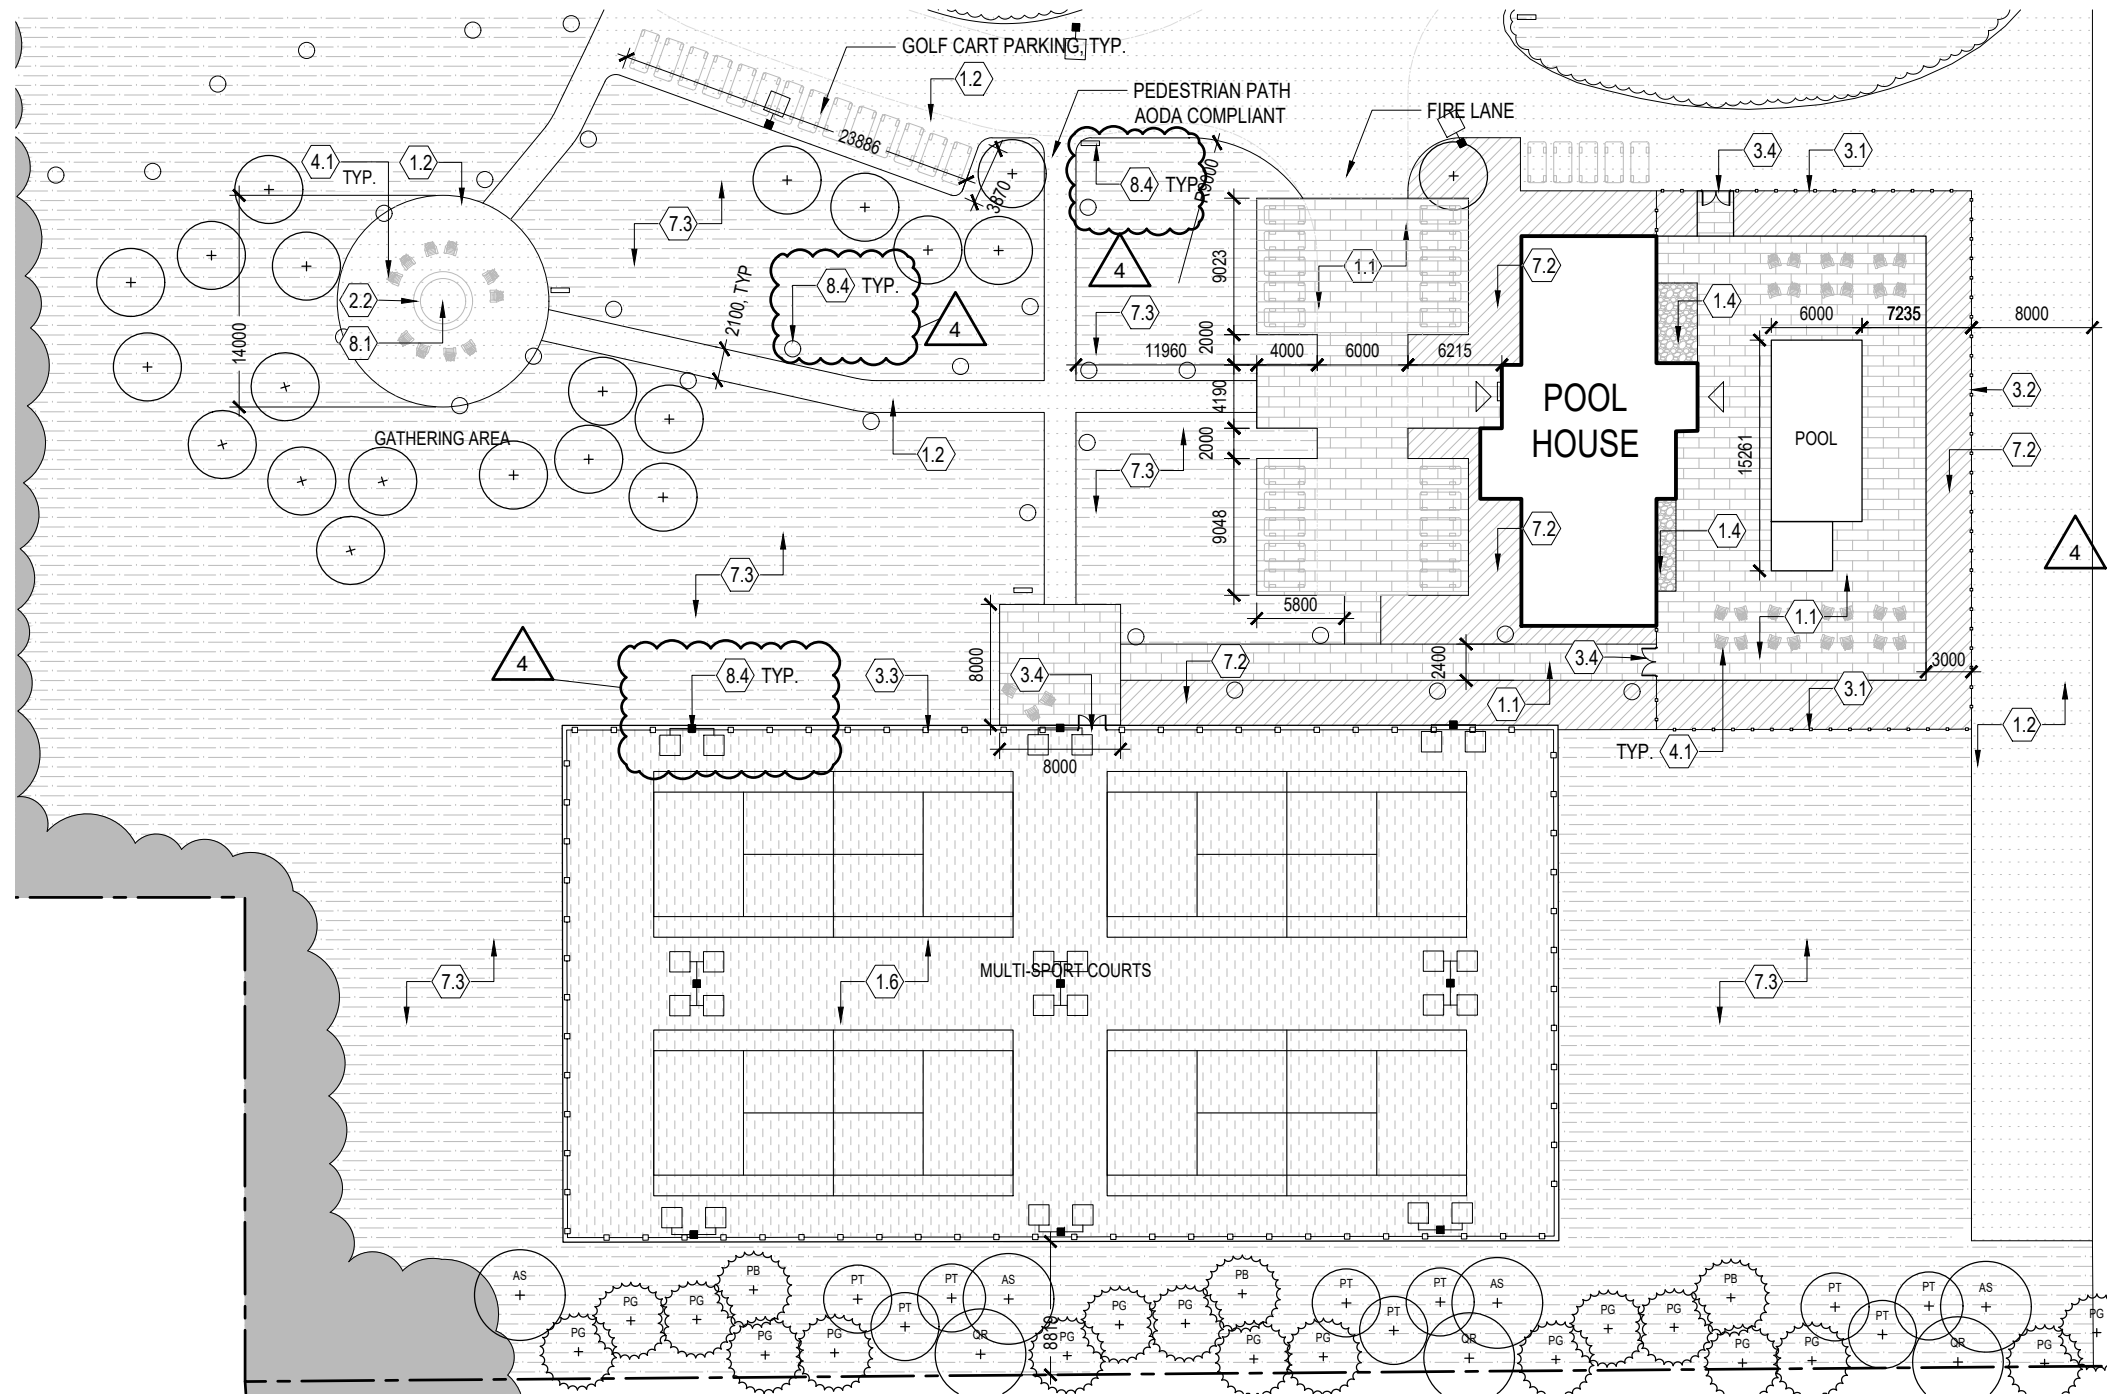 GOLF CART PARKING, TYP.
1.2
PEDESTRIAN PATH
AODA COMPLIANT
FIRE LANE
23886
3870
R9000
4.1
TYP.
1.2
8.4 TYP.
3.4
3.1
7.3
4
8.4 TYP.
4
2100, TYP
14000
2.2
8.1
9023
1.1
7.2
1.4
6000
7235
8000
7.3
2000
11960
4000
6000
6215
4190
POOL
HOUSE
POOL
3.2
GATHERING AREA
1.2
2000
15261
7.2
7.3
9048
7.2
1.4
4
7.3
5800
1.1
4
8.4 TYP.
3.3
8000
3.4
7.2
2400
3.4
3000
1.1
3.1
1.2
8000
TYP.
4.1
MULTI-SPORT COURTS
7.3
1.6
7.3
AS
PB
PT
PT
AS
PB
PT
PT
AS
PB
PT
PT
AS
PG
PG
PT
PG
PG
PT
PG
PG
PT
PG
PG
PG
PG
QR
8810
PG
PG
PG
QR
PG
PG
PG
QR
PG